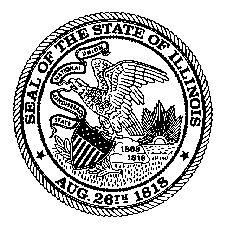 SEAL OF THE STATE OF ILLINOIS
1868
1818
AUG. 26TH 1818